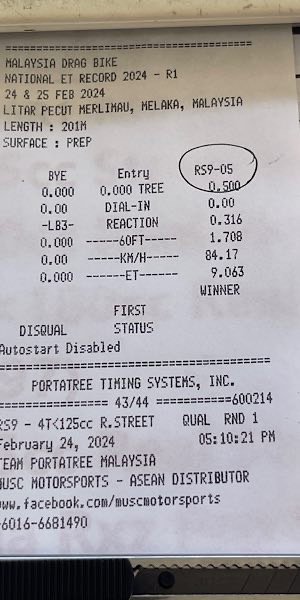 ==========================================
MALAYSIA DRAG BIKE
NATIONAL ET RECORD 2024 - R1
24 & 25 FEB 2024
LITAR PECUT MERLIMAU, MELAKA, MALAYSIA
LENGTH : 201M
SURFACE : PREP
BYE Entry RS9-05
0.000 0.000 TREE 0.500
0.00 DIAL-IN 0.00
-LB3- REACTION 0.316
0.000 -----60FT----- 1.708
0.00 -----KM/H----- 84.17
0.000 ------ET------ 9.063
WINNER
FIRST
DISQUAL STATUS
Autostart Disabled
==========================================
PORTATREE TIMING SYSTEMS, INC.
================ 43/44 ===========600214
RS9 - 4T<125cc R.STREET QUAL RND 1
February 24, 2024 05:10:21 PM
TEAM PORTATREE MALAYSIA
MUSC MOTORSPORTS - ASEAN DISTRIBUTOR
www.facebook.com/muscmotorsports
-6016-6681490